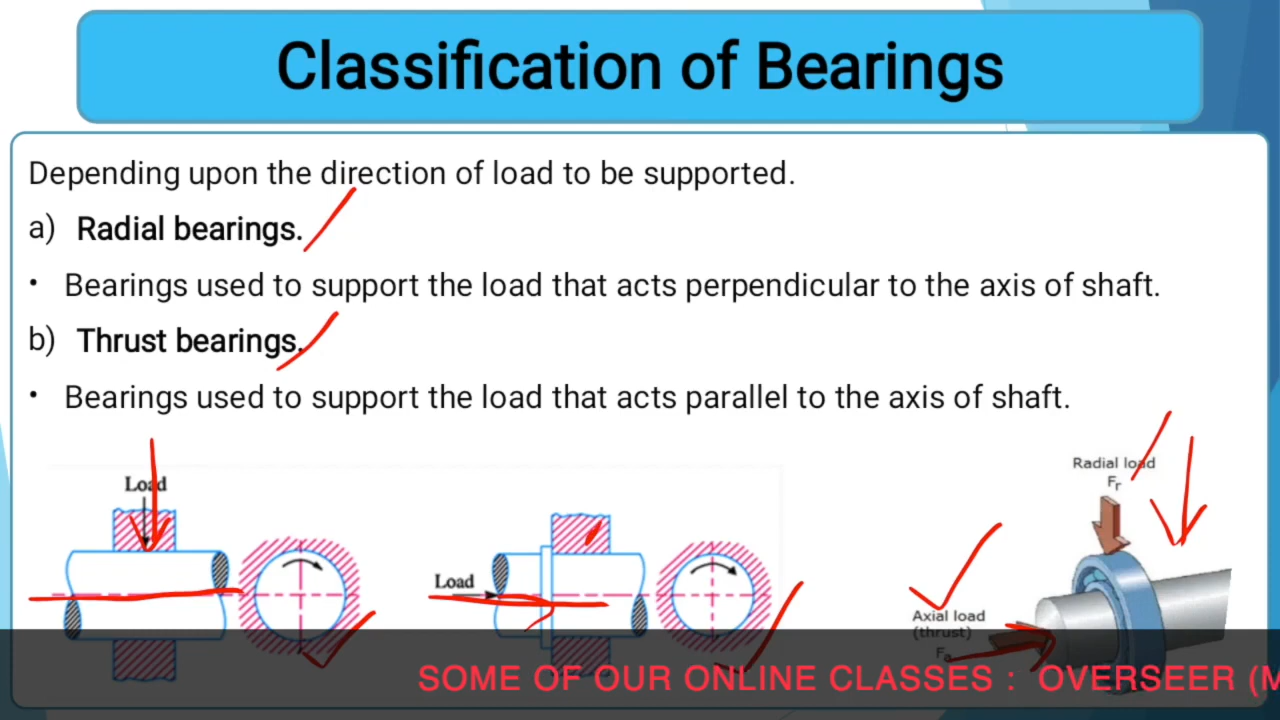 Classification of Bearings
Depending upon the direction of load to be supported.
a) Radial bearings.
• Bearings used to support the load that acts perpendicular to the axis of shaft.
b) Thrust bearings.
• Bearings used to support the load that acts parallel to the axis of shaft.
Load
Load
Radial load
Fr
Axial load
(thrust)
Fa
SOME OF OUR ONLINE CLASSES : OVERSEER (M